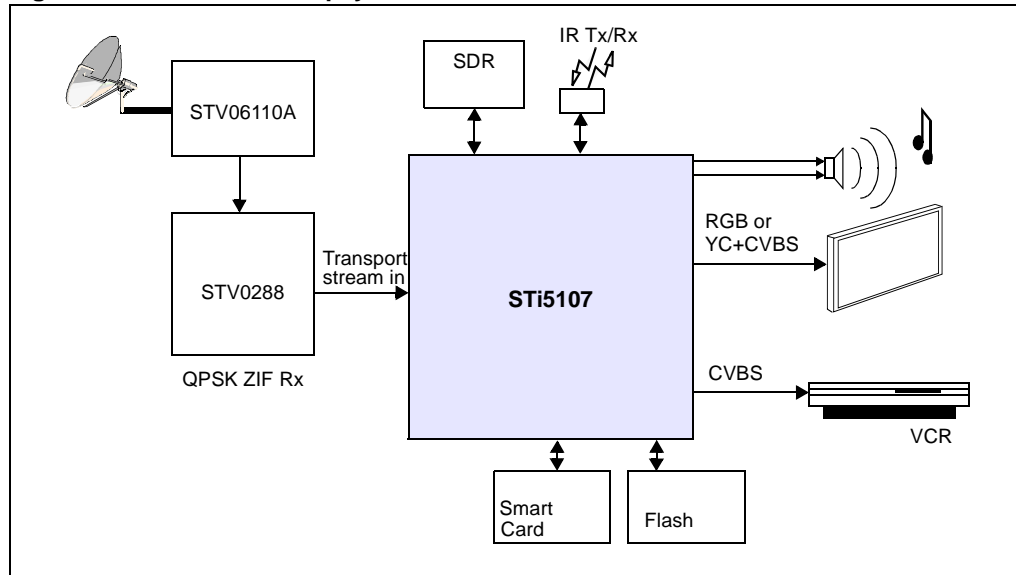 SDR
IR Tx/Rx
STV06110A
RGB or
YC+CVBS
Transport
stream in
STV0288
STi5107
QPSK ZIF Rx
CVBS
VCR
Smart
Card
Flash